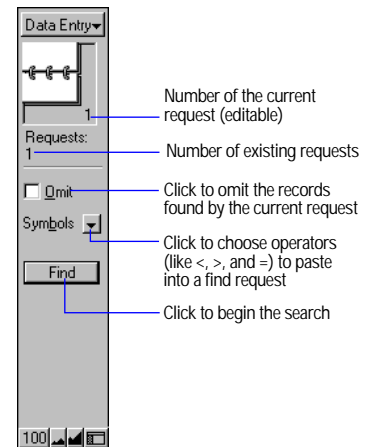 Data Entry
1
Number of the current
request (editable)
Requests:
1
Number of existing requests
Omit
Click to omit the records
found by the current request
Symbols
Click to choose operators
(like <, >, and =) to paste
into a find request
Find
Click to begin the search
100